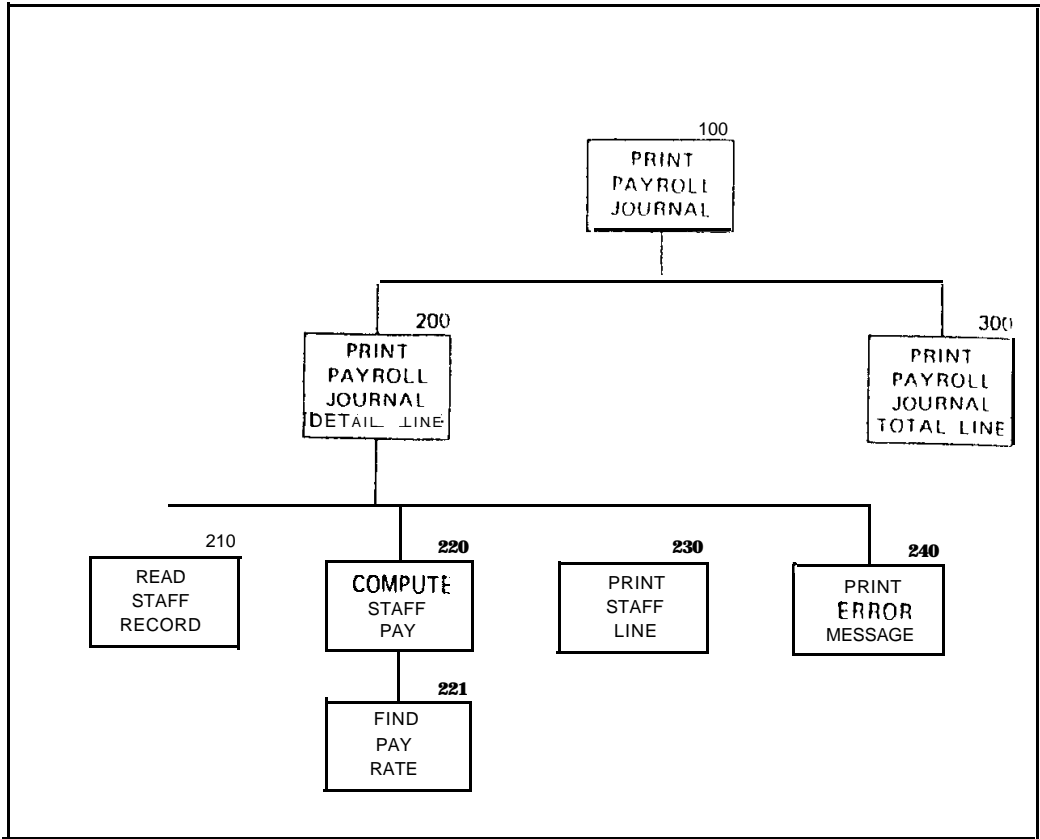 100
PRINT
PAYROLL
JOURNAL
200
PRINT
PAYROLL
JOURNAL
DETAIL LINE
300
PRINT
PAYROLL
JOURNAL
TOTAL LINE
210
READ
STAFF
RECORD
220
COMPUTE
STAFF
PAY
230
PRINT
STAFF
LINE
240
PRINT
ERROR
MESSAGE
221
FIND
PAY
RATE